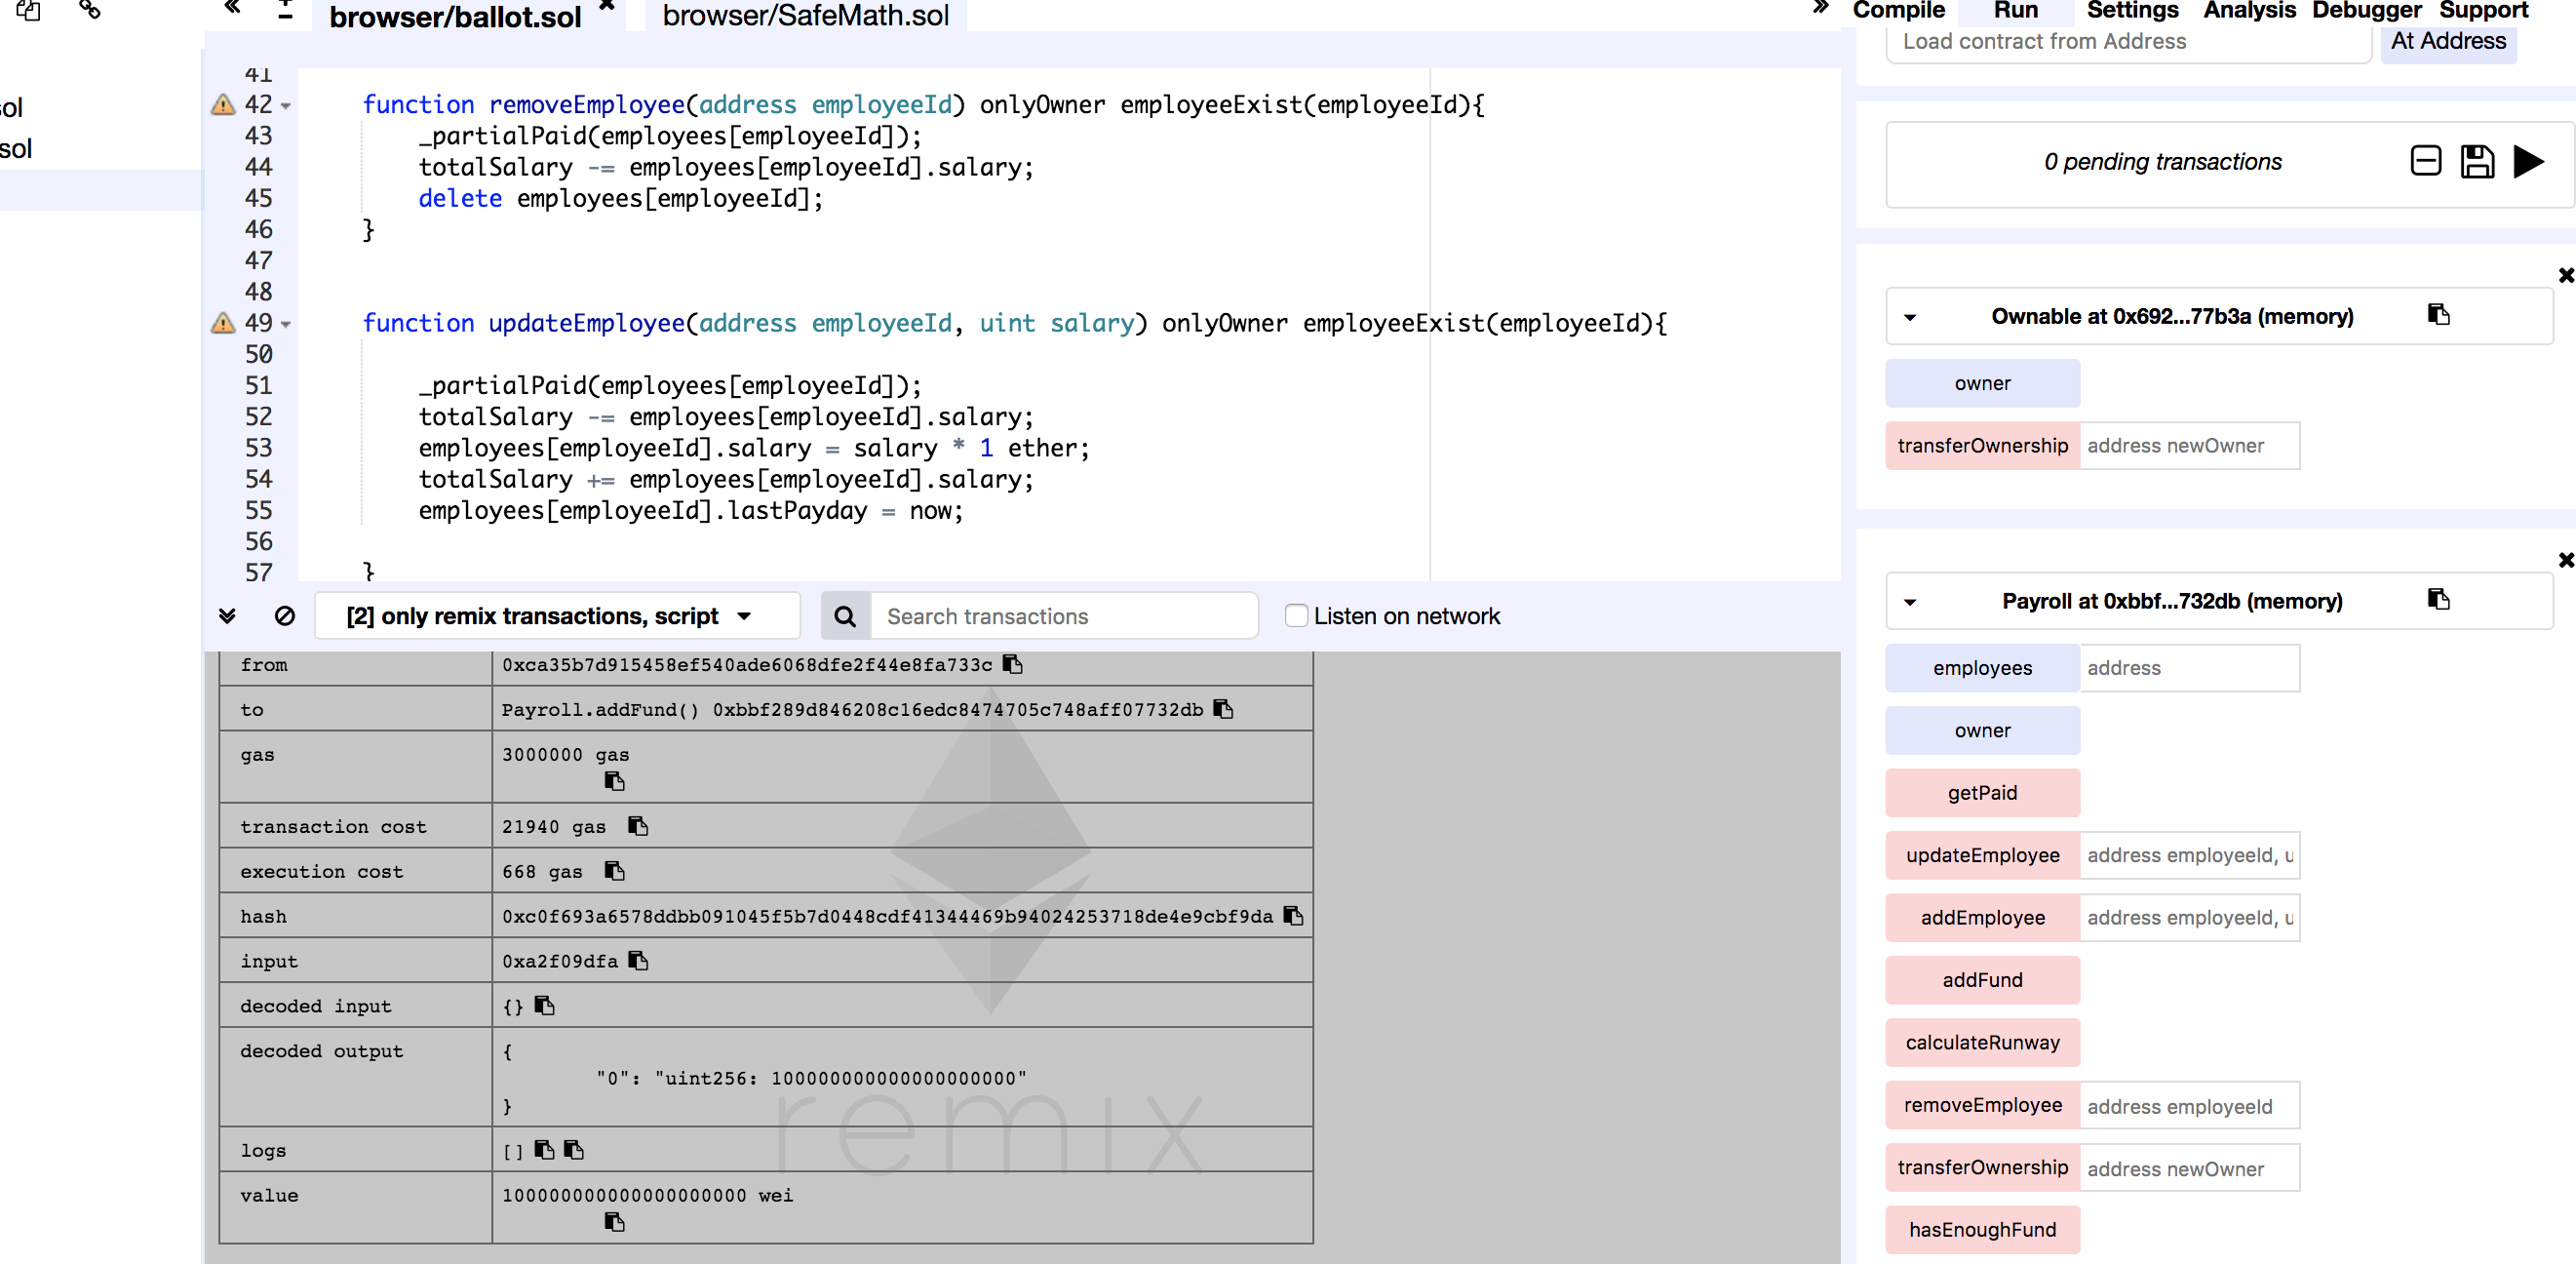 browser/ballot.sol
browser/SafeMath.sol
Compile Run Settings Analysis Debugger Support
sol
sol
41
42 function removeEmployee(address employeeId) onlyOwner employeeExist(employeeId){
43 _partialPaid(employees[employeeId]);
44 totalSalary -= employees[employeeId].salary;
45 delete employees[employeeId];
46 }
47
48
49 function updateEmployee(address employeeId, uint salary) onlyOwner employeeExist(employeeId){
50
51 _partialPaid(employees[employeeId]);
52 totalSalary -= employees[employeeId].salary;
53 employees[employeeId].salary = salary * 1 ether;
54 totalSalary += employees[employeeId].salary;
55 employees[employeeId].lastPayday = now;
56
57 }
[2] only remix transactions, script
Search transactions
Listen on network
from 0xca35b7d915458ef540ade6068dfe2f44e8fa733c
to Payroll.addFund() 0xbbf289d846208c16edc8474705c748aff07732db
gas 3000000 gas
transaction cost 21940 gas
execution cost 668 gas
hash 0xc0f693a6578ddbb091045f5b7d0448cdf41344469b94024253718de4e9cbf9da
input 0xa2f09dfa
decoded input {}
decoded output {
"0": "uint256: 100000000000000000000"
}
logs []
value 100000000000000000000 wei
remix
Load contract from Address
At Address
0 pending transactions
Ownable at 0x692...77b3a (memory)
owner
transferOwnership address newOwner
Payroll at 0xbbf...732db (memory)
employees address
owner
getPaid
updateEmployee address employeeId, u
addEmployee address employeeId, u
addFund
calculateRunway
removeEmployee address employeeId
transferOwnership address newOwner
hasEnoughFund